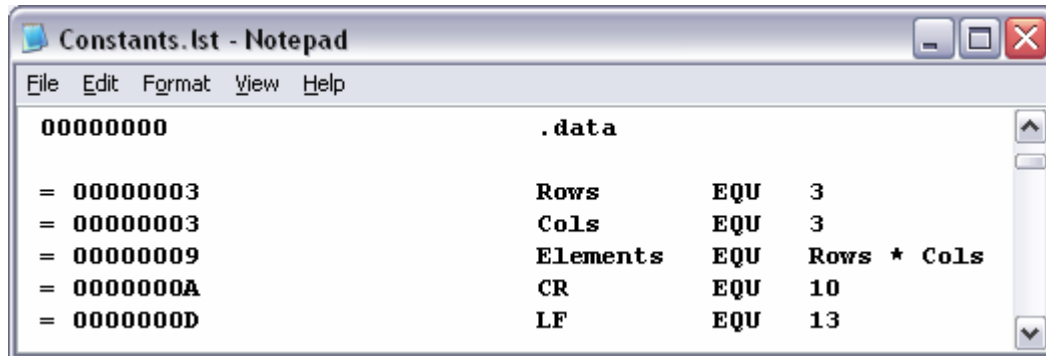 Constants.lst - Notepad
File Edit Format View Help
00000000 .data
= 00000003 Rows EQU 3
= 00000003 Cols EQU 3
= 00000009 Elements EQU Rows * Cols
= 0000000A CR EQU 10
= 0000000D LF EQU 13